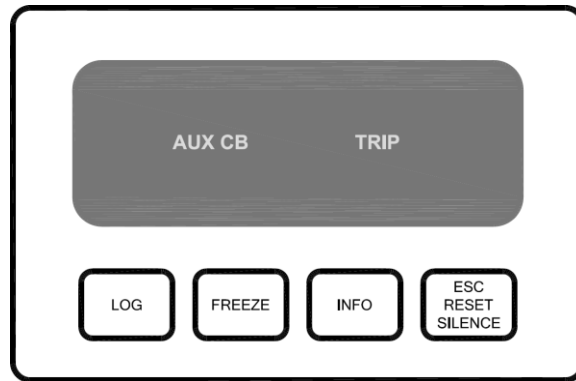 AUX CB TRIP
LOG
FREEZE
INFO
ESC
RESET
SILENCE